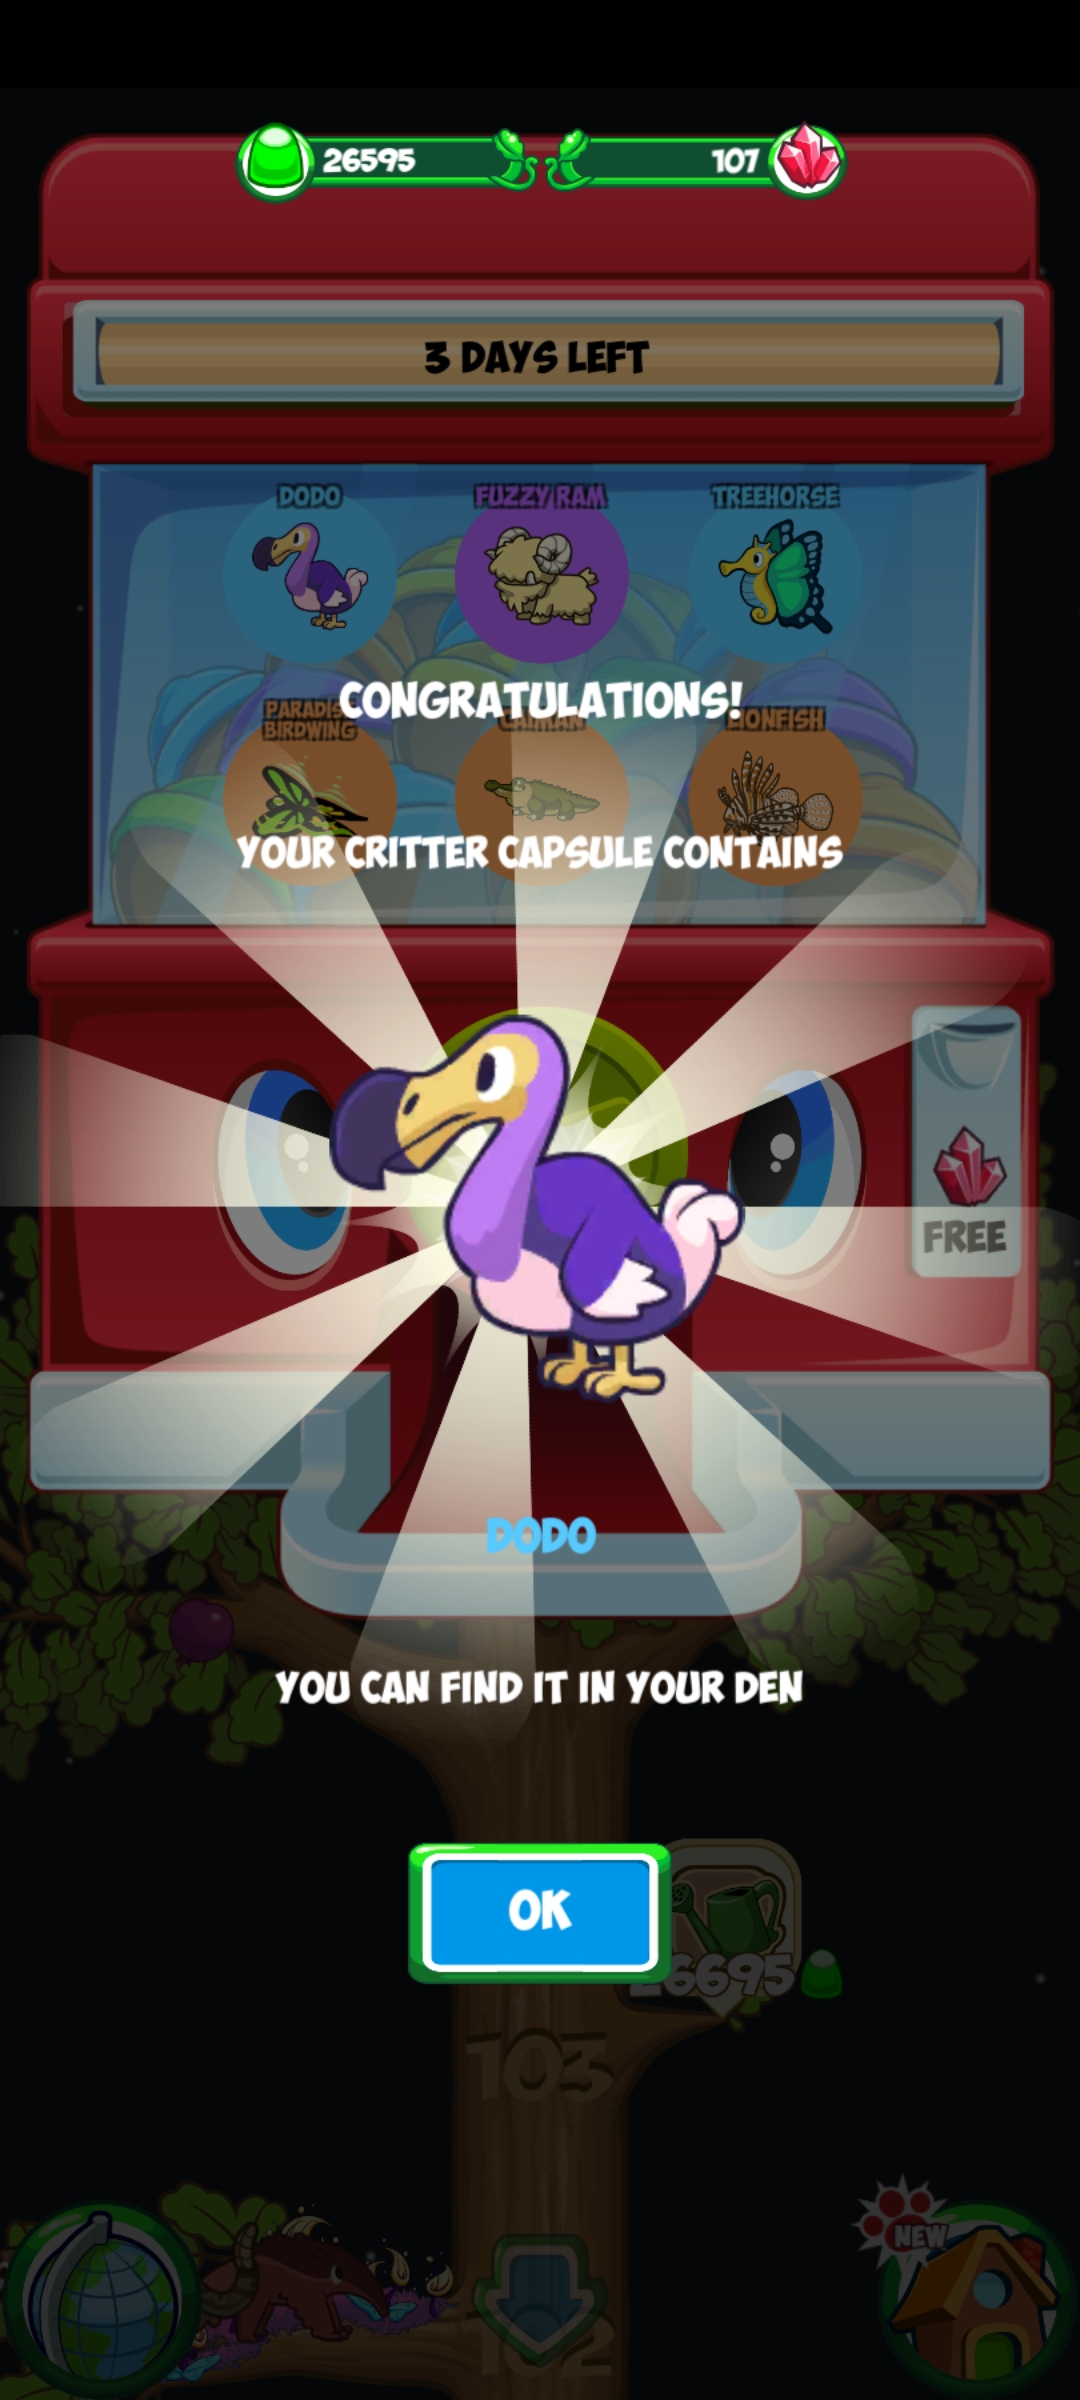 26595
107
3 DAYS LEFT
DODO
FUZZY RAM
TREEHORSE
CONGRATULATIONS!
PARADISE
BIRDWING
CAIMAN
LIONFISH
YOUR CRITTER CAPSULE CONTAINS
FREE
DODO
YOU CAN FIND IT IN YOUR DEN
OK
26695
103
NEW
102